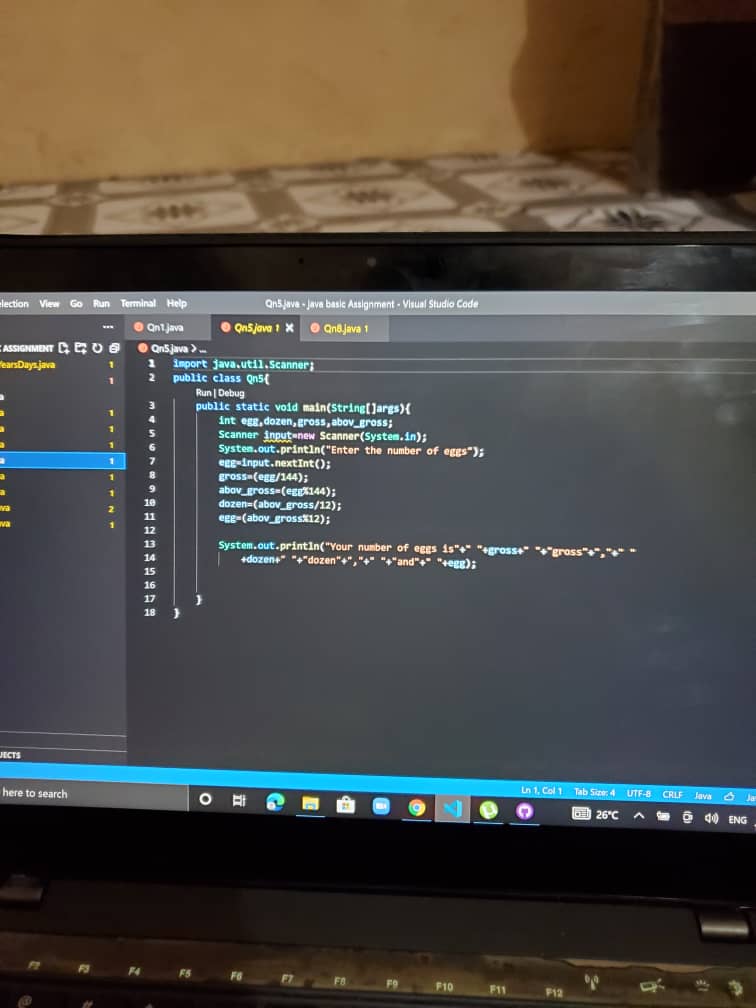 election View Go Run Terminal Help Qn5.java - java basic Assignment - Visual Studio Code
... Qn1.java Qn5.java 1 Qn8.java 1
ASSIGNMENT Qn5.java > ...
YearsDays.java 1
1
a
a 1
a 1
a 1
a 1
a 1
a 1
va 2
va 1
1 import java.util.Scanner;
2 public class Qn5{
Run | Debug
3 public static void main(String[]args){
4 int egg,dozen,gross,abov_gross;
5 Scanner input=new Scanner(System.in);
6 System.out.println("Enter the number of eggs");
7 egg=input.nextInt();
8 gross=(egg/144);
9 abov_gross=(egg%144);
10 dozen=(abov_gross/12);
11 egg=(abov_gross%12);
12
13 System.out.println("Your number of eggs is"+" "+gross+" "+"gross"+","+" "
14 +dozen+" "+"dozen"+","+" "+"and"+" "+egg);
15
16
17 }
18 }
JECTS
Ln 1, Col 1 Tab Size: 4 UTF-8 CRLF Java Ja
here to search 26°C ENG
F2 F3 F4 F5 F6 F7 F8 F9 F10 F11 F12
@ #